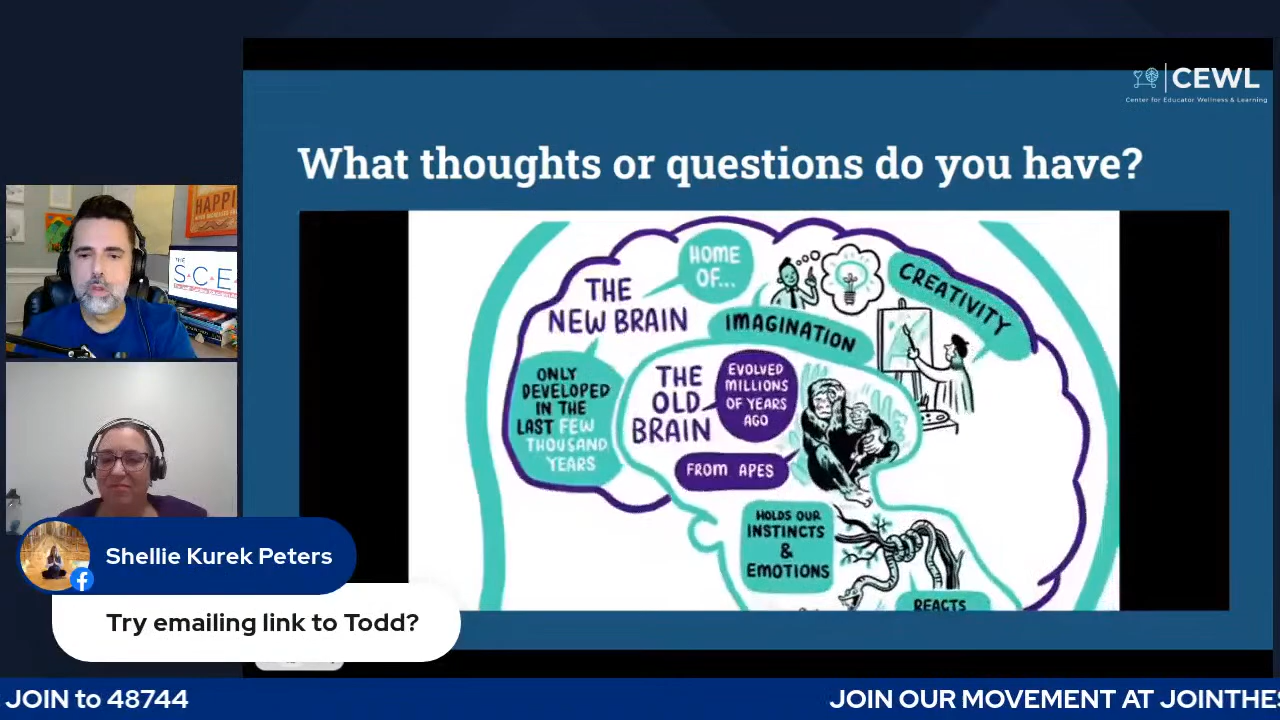 CEWL
Center for Educator Wellness & Learning
What thoughts or questions do you have?
HAPPI
THE
S.C.E
HOME
OF...
THE
NEW BRAIN
IMAGINATION
CREATIVITY
ONLY
DEVELOPED
IN THE
LAST FEW
THOUSAND
YEARS
THE
OLD
BRAIN
EVOLVED
MILLIONS
OF YEARS
AGO
FROM APES
HOLDS OUR
INSTINCTS
&
EMOTIONS
REACTS
Shellie Kurek Peters
Try emailing link to Todd?
JOIN to 48744
JOIN OUR MOVEMENT AT JOINTHES